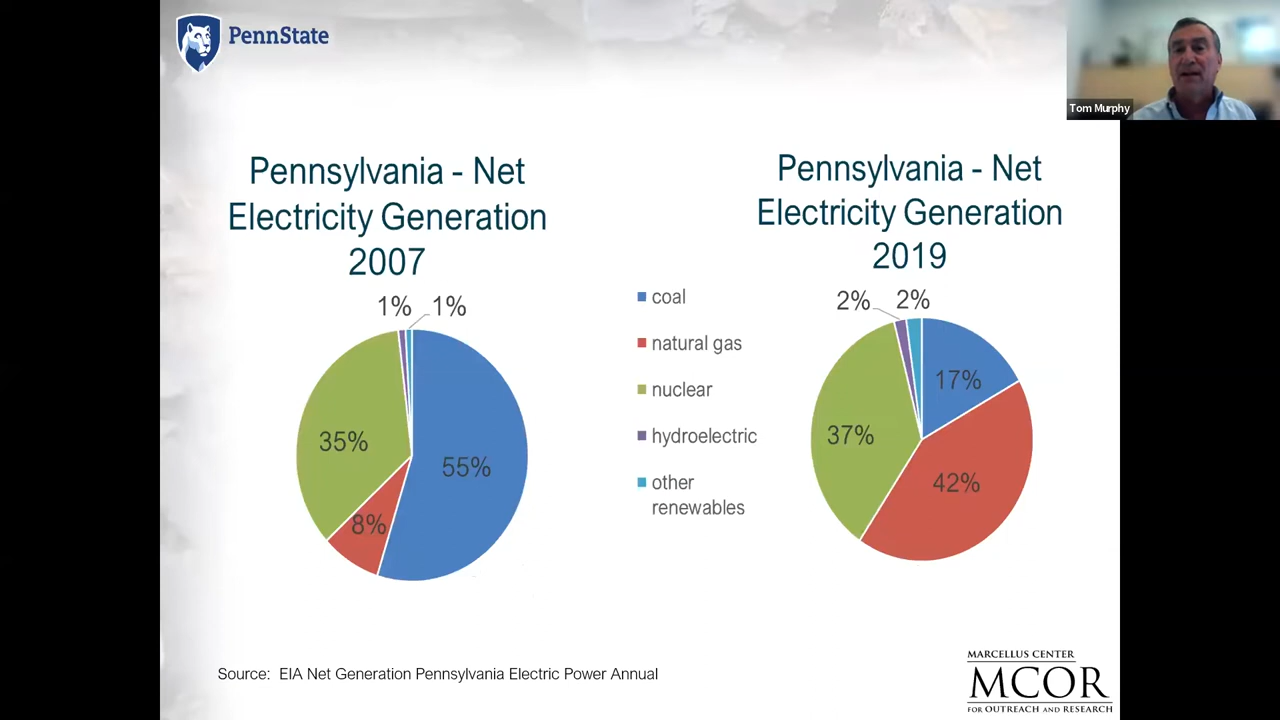 PennState
Tom Murphy
Pennsylvania - Net
Electricity Generation
2007
1% 1%
35%
55%
8%
coal
natural gas
nuclear
hydroelectric
other
renewables
Pennsylvania - Net
Electricity Generation
2019
2% 2%
17%
37%
42%
Source: EIA Net Generation Pennsylvania Electric Power Annual
MARCELLUS CENTER
MCOR
FOR OUTREACH AND RESEARCH